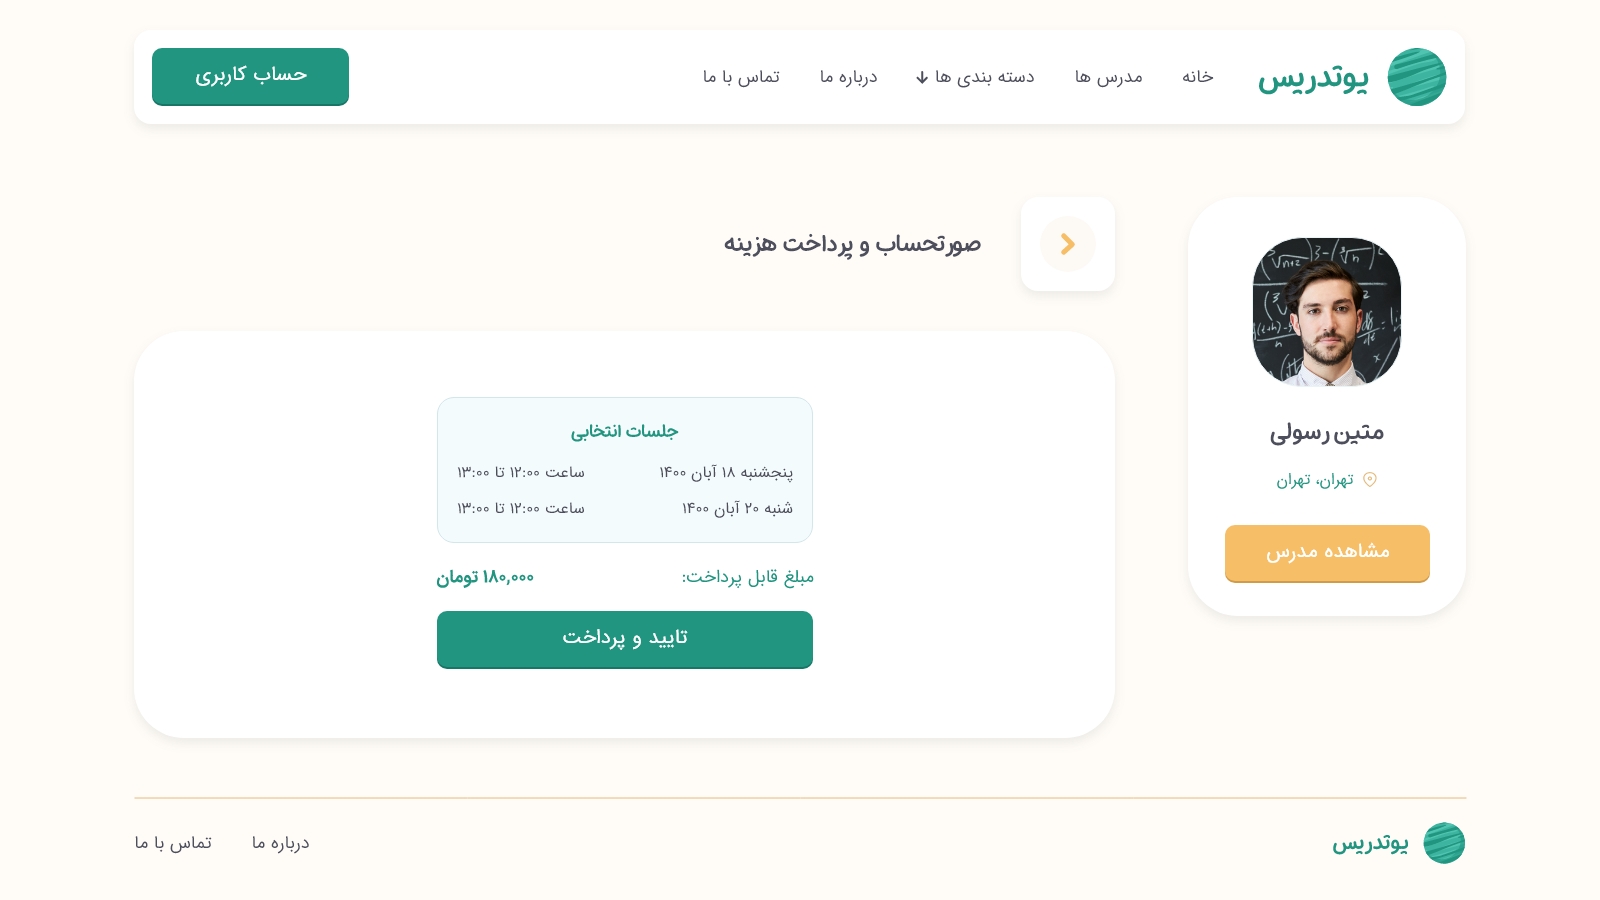 یوتدریس
خانه
مدرس ها
دسته بندی ها
درباره ما
تماس با ما
حساب کاربری
متین رسولی
تهران، تهران
مشاهده مدرس
صورتحساب و پرداخت هزینه
جلسات انتخابی
پنجشنبه ۱۸ آبان ۱۴۰۰ ساعت ۱۲:۰۰ تا ۱۳:۰۰
شنبه ۲۰ آبان ۱۴۰۰ ساعت ۱۲:۰۰ تا ۱۳:۰۰
مبلغ قابل پرداخت: ۱۸۰,۰۰۰ تومان
تایید و پرداخت
یوتدریس
درباره ما
تماس با ما